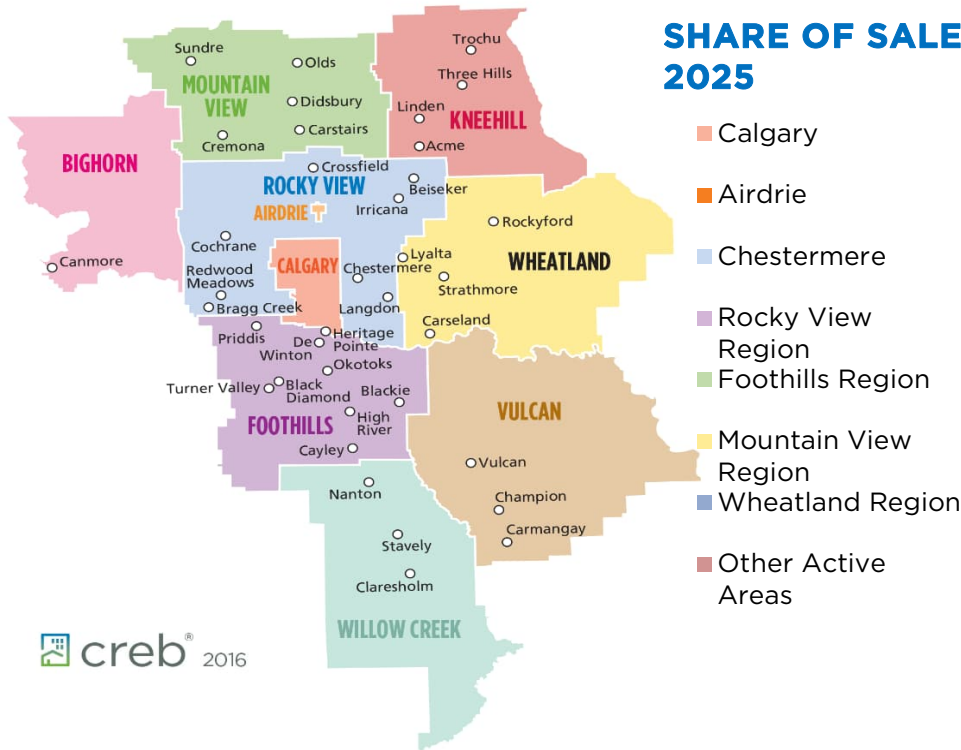 SHARE OF SALE
2025
Calgary
Airdrie
Chestermere
Rocky View
Region
Foothills Region
Mountain View
Region
Wheatland Region
Other Active
Areas
Sundre
Olds
MOUNTAIN
VIEW
Didsbury
Carstairs
Cremona
Trochu
Three Hills
Linden
KNEEHILL
Acme
BIGHORN
Canmore
Crossfield
ROCKY VIEW
Beiseker
AIRDRIE
Irricana
Cochrane
CALGARY
Redwood
Meadows
Chestermere
Bragg Creek
Langdon
Rockyford
Lyalta
WHEATLAND
Strathmore
Carseland
Priddis
De
Winton
Heritage
Pointe
Okotoks
Turner Valley
Black
Diamond
Blackie
FOOTHILLS
High
River
Cayley
VULCAN
Vulcan
Champion
Carmangay
Nanton
Stavely
Claresholm
WILLOW CREEK
creb® 2016